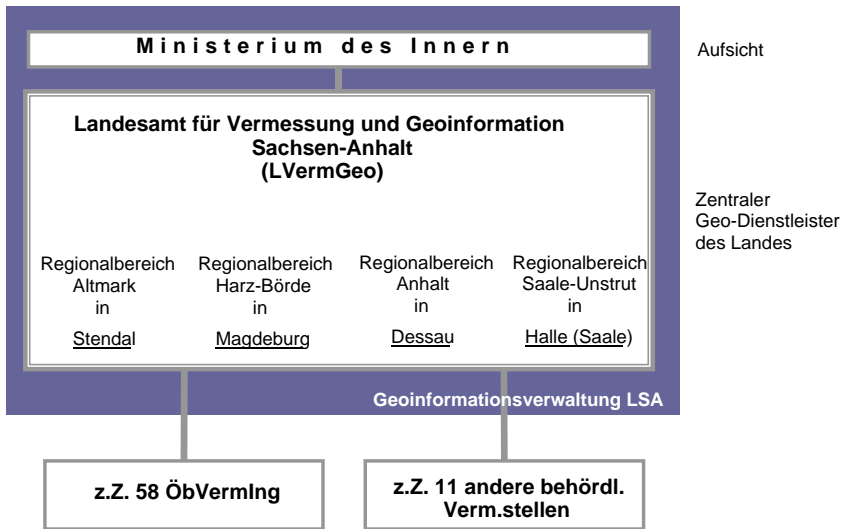 Ministerium des Innern
Aufsicht
Landesamt für Vermessung und Geoinformation
Sachsen-Anhalt
(LVermGeo)
Zentraler
Geo-Dienstleister
des Landes
Regionalbereich
Altmark
in
Stendal
Regionalbereich
Harz-Börde
in
Magdeburg
Regionalbereich
Anhalt
in
Dessau
Regionalbereich
Saale-Unstrut
in
Halle (Saale)
Geoinformationsverwaltung LSA
z.Z. 58 ÖbVermIng
z.Z. 11 andere behördl.
Verm.stellen